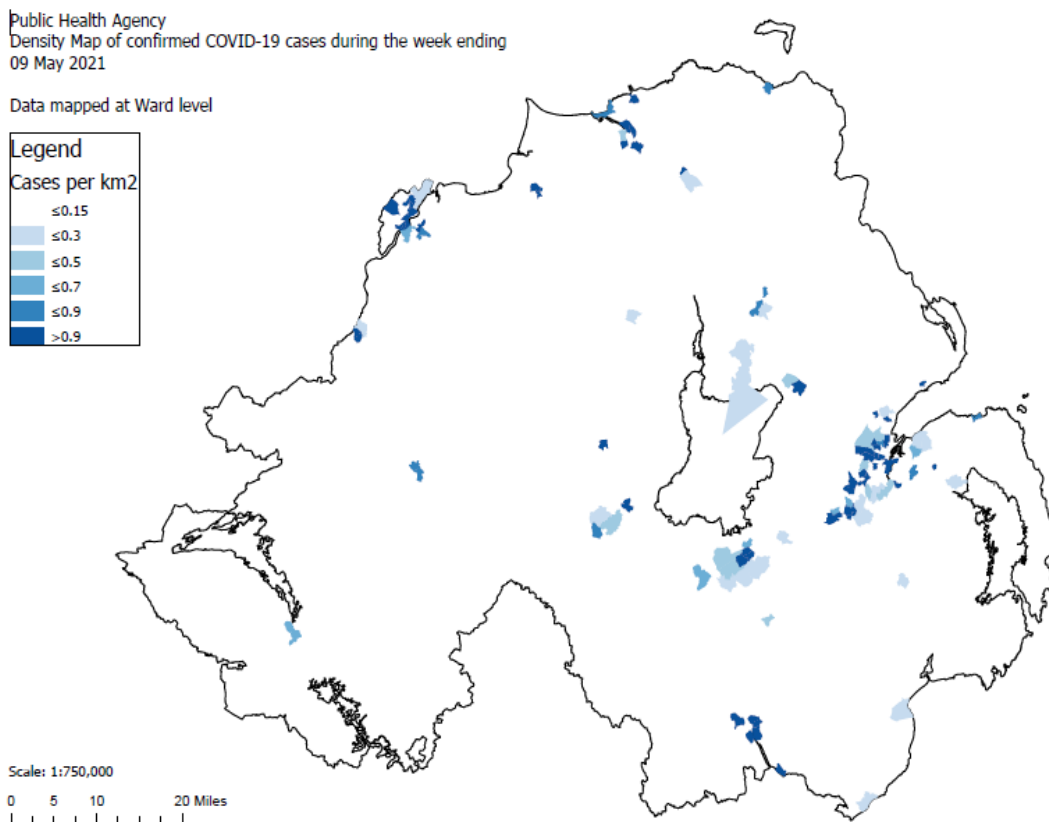 Public Health Agency
Density Map of confirmed COVID-19 cases during the week ending
09 May 2021
Data mapped at Ward level
Legend
Cases per km2
≤0.15
≤0.3
≤0.5
≤0.7
≤0.9
>0.9
Scale: 1:750,000
0 5 10 20 Miles